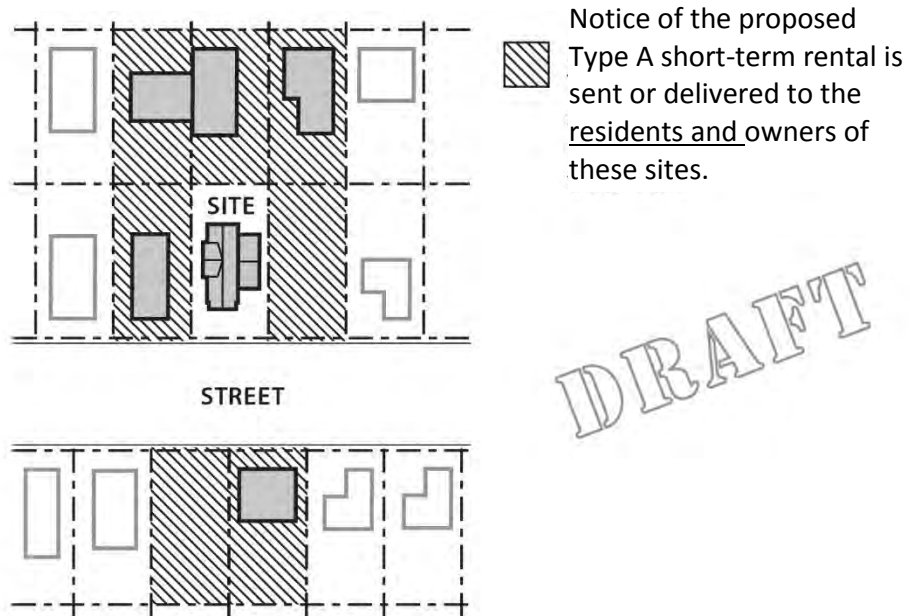 Notice of the proposed
Type A short-term rental is
sent or delivered to the
residents and owners of
these sites.
SITE
DRAFT
STREET